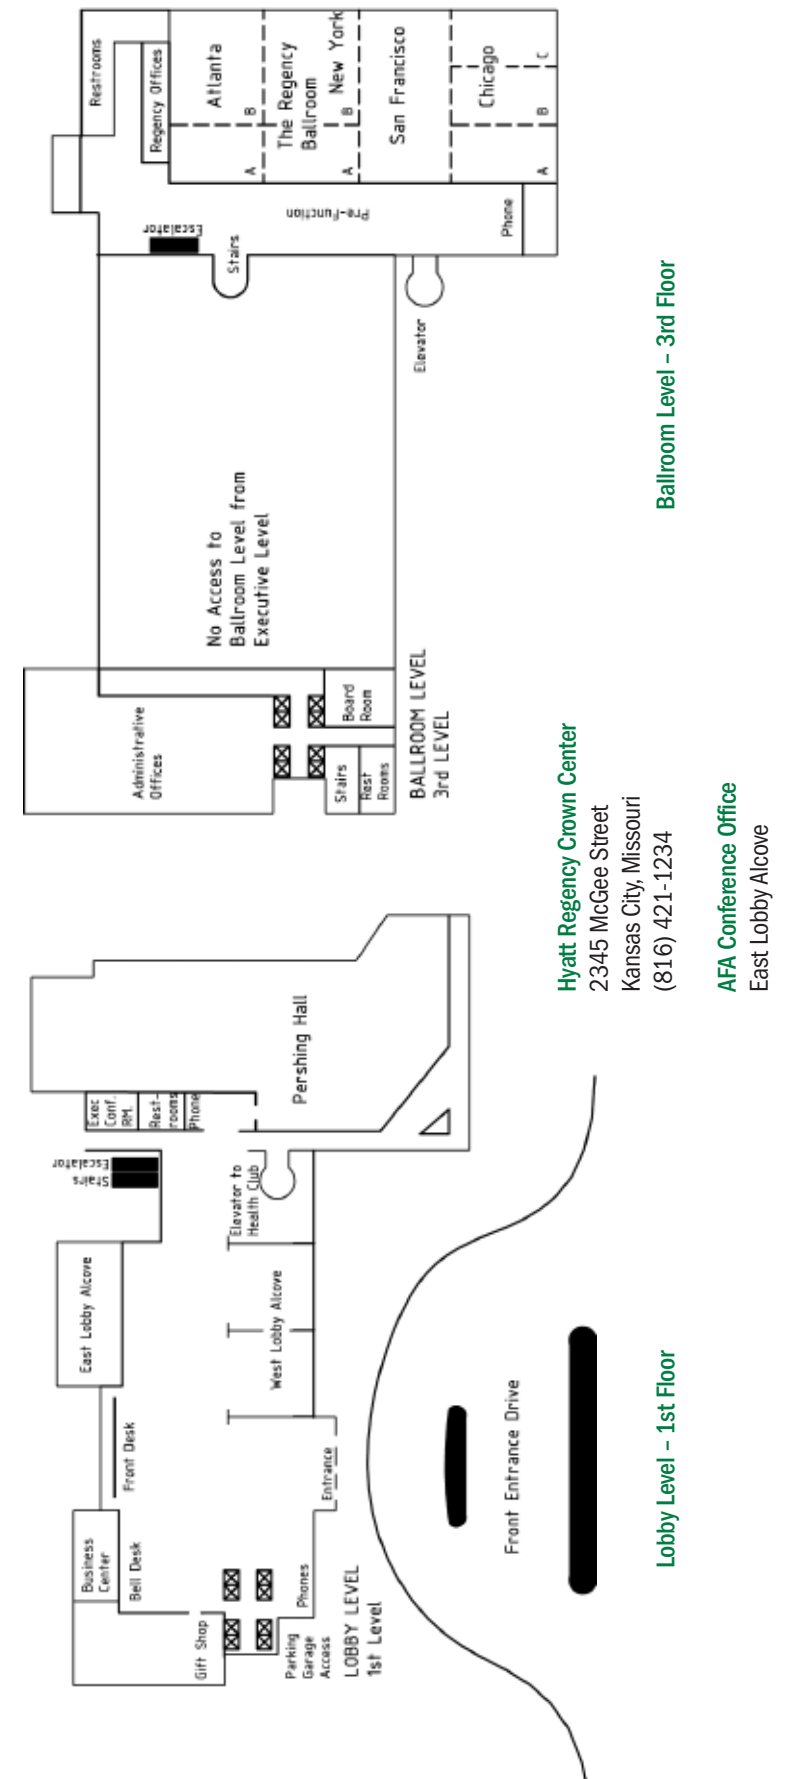 LOBBY LEVEL
1st Level
Gift Shop
Business
Center
Bell Desk
Front Desk
East Lobby Alcove
West Lobby Alcove
Stairs
Escalator
Elevator to
Health Club
Exec
Conf.
RM.
Rest-
rooms
Phone
Pershing Hall
Parking
Garage
Access
Phones
Entrance
Front Entrance Drive
Lobby Level – 1st Floor
Hyatt Regency Crown Center
2345 McGee Street
Kansas City, Missouri
(816) 421-1234
AFA Conference Office
East Lobby Alcove
BALLROOM LEVEL
3rd LEVEL
Administrative
Offices
Stairs
Rest
Rooms
Board
Room
No Access to
Ballroom Level from
Executive Level
Escalator
Stairs
Elevator
Pre-Function
Phone
Restrooms
Regency Offices
Atlanta
A
B
The Regency
Ballroom
New York
A
B
San Francisco
Chicago
A
B
C
Ballroom Level – 3rd Floor